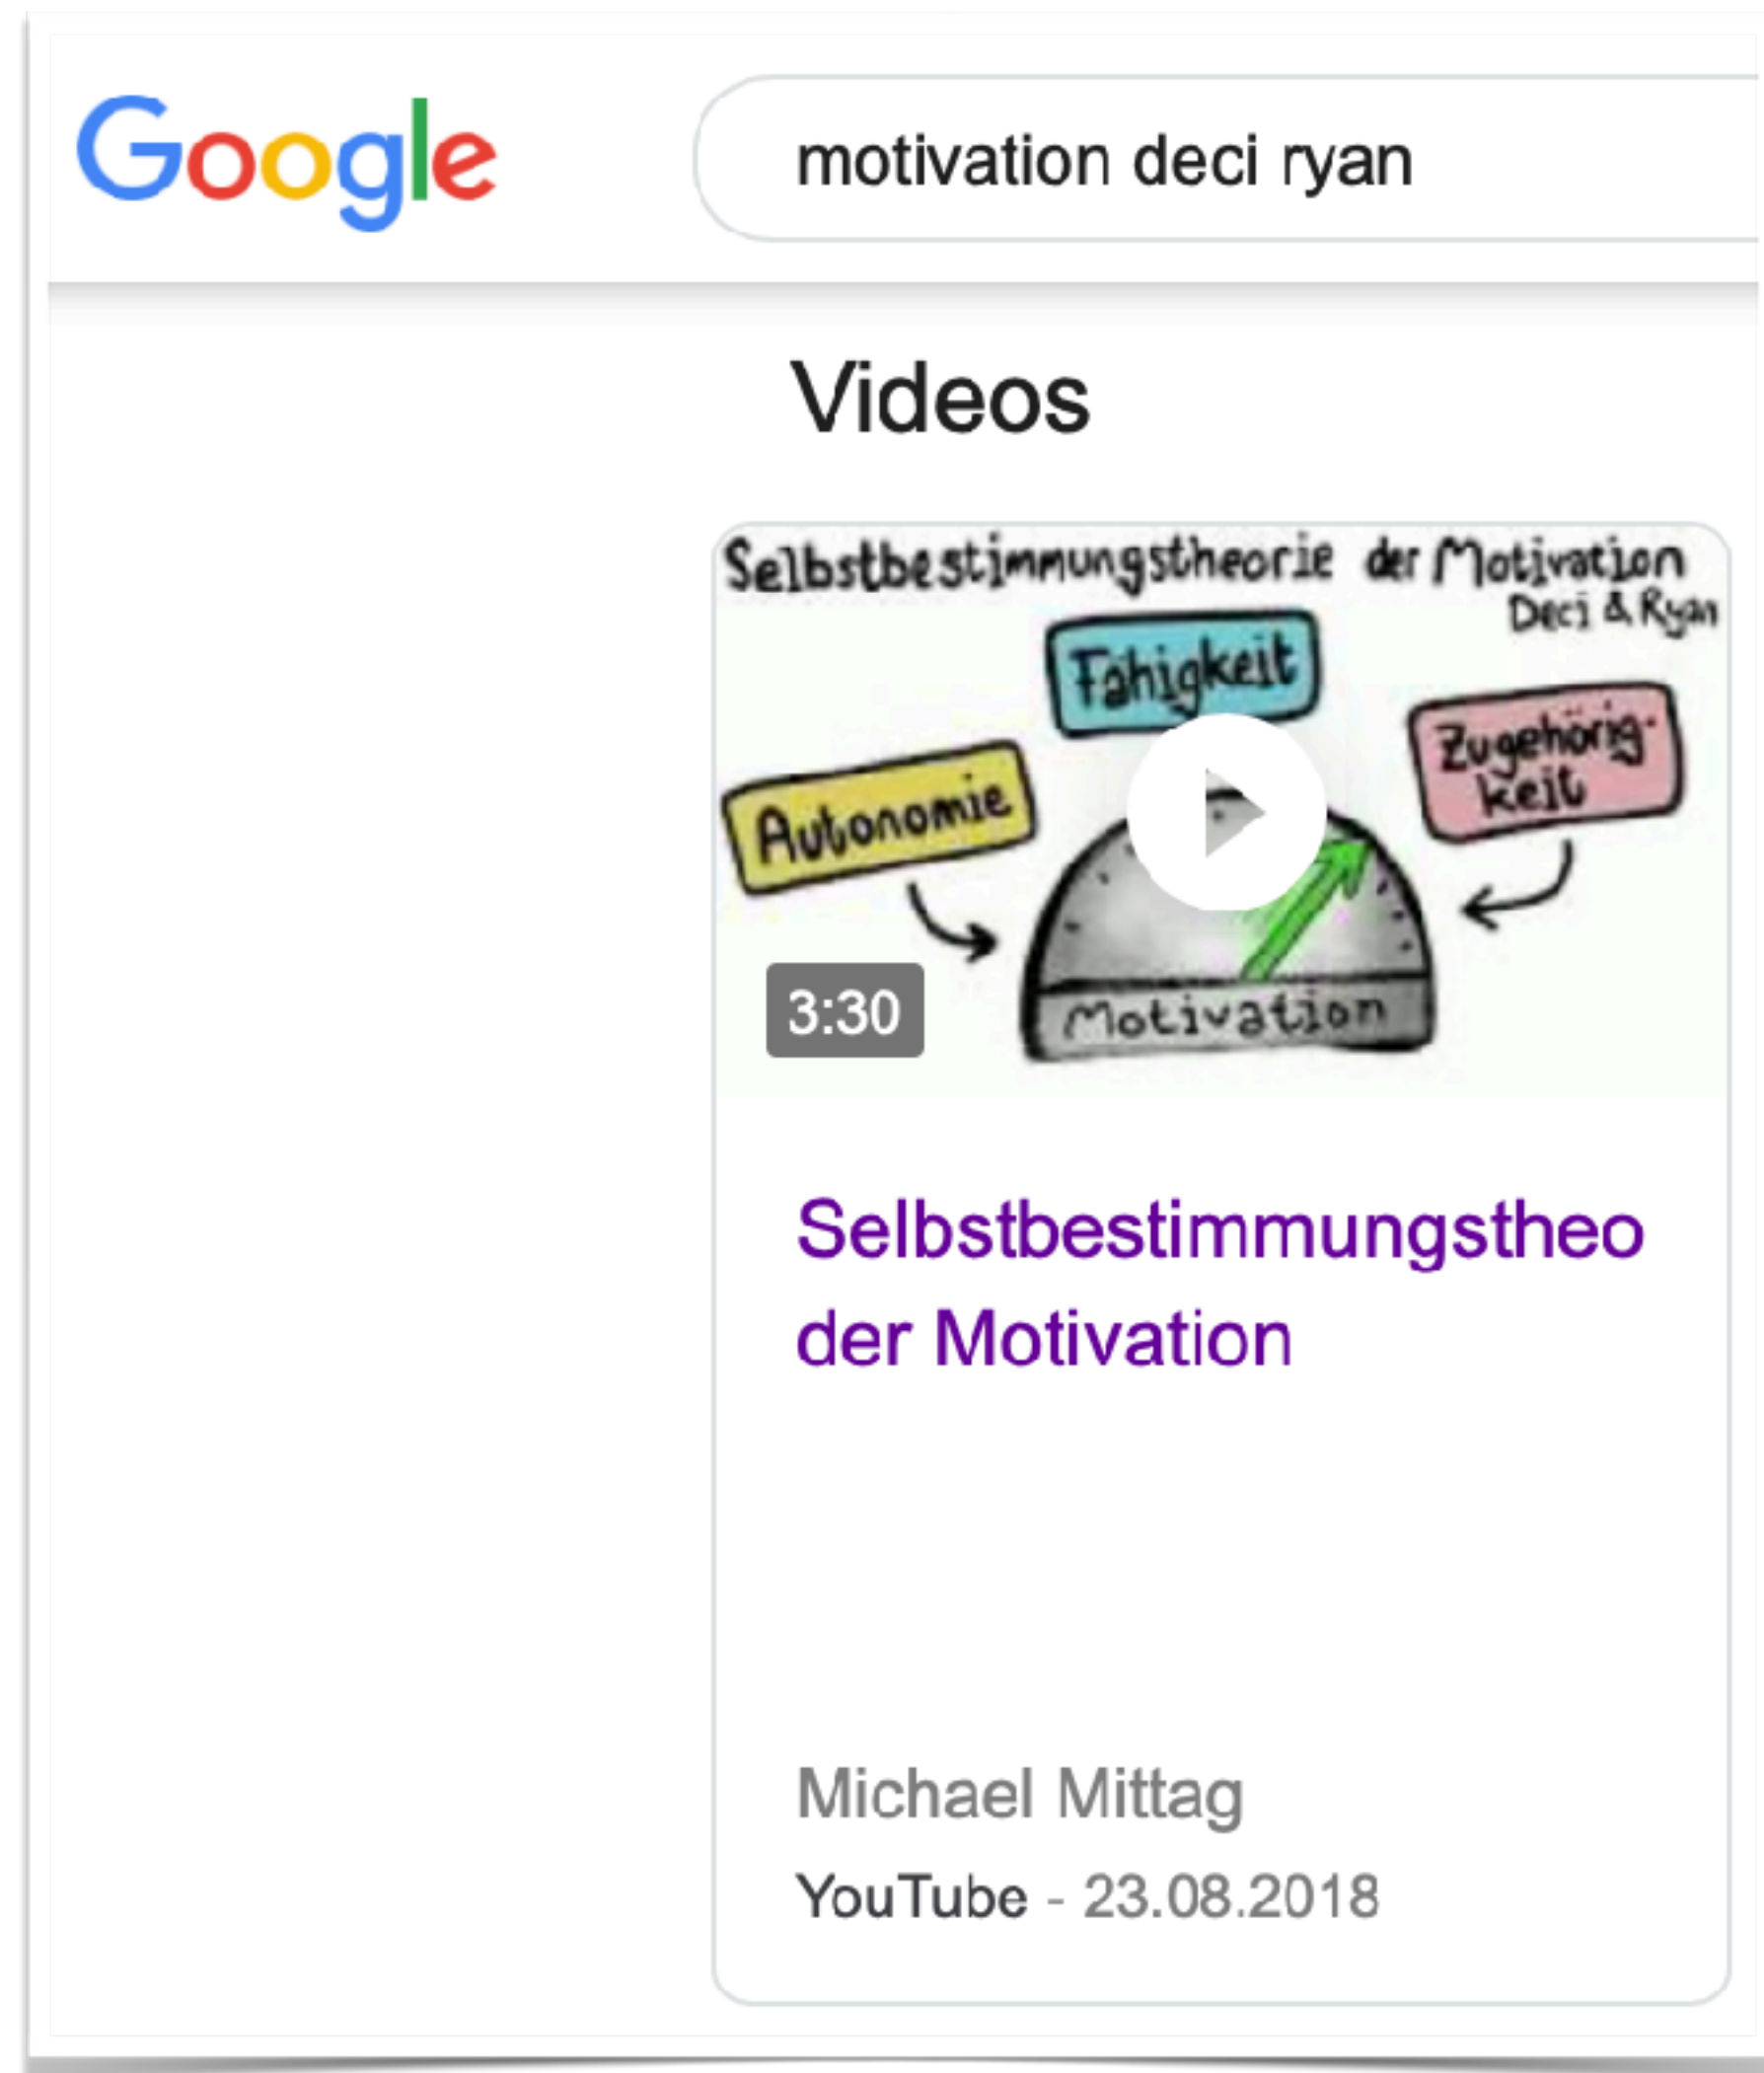 Google
motivation deci ryan
Videos
Selbstbestimmungstheorie der Motivation
Deci & Ryan
Fähigkeit
Zugehörig-
keit
Autonomie
Motivation
3:30
Selbstbestimmungstheo
der Motivation
Michael Mittag
YouTube - 23.08.2018